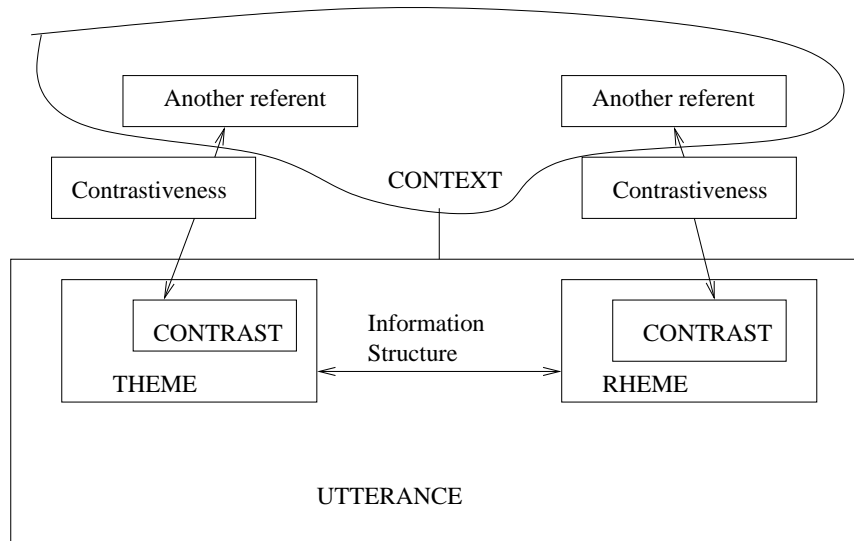 Another referent
Another referent
Contrastiveness
CONTEXT
Contrastiveness
CONTRAST
Information
Structure
CONTRAST
THEME
RHEME
UTTERANCE